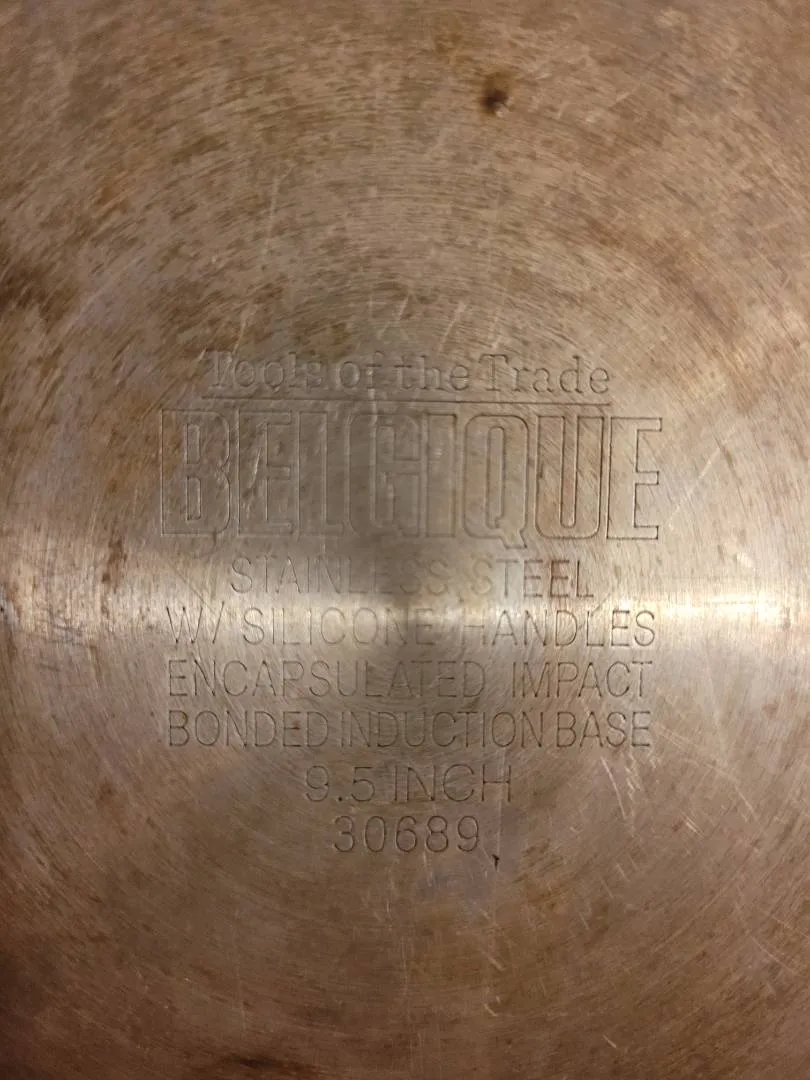 Tools of the Trade
BELGIQUE
STAINLESS STEEL
W/ SILICONE HANDLES
ENCAPSULATED IMPACT
BONDED INDUCTION BASE
9.5 INCH
30689